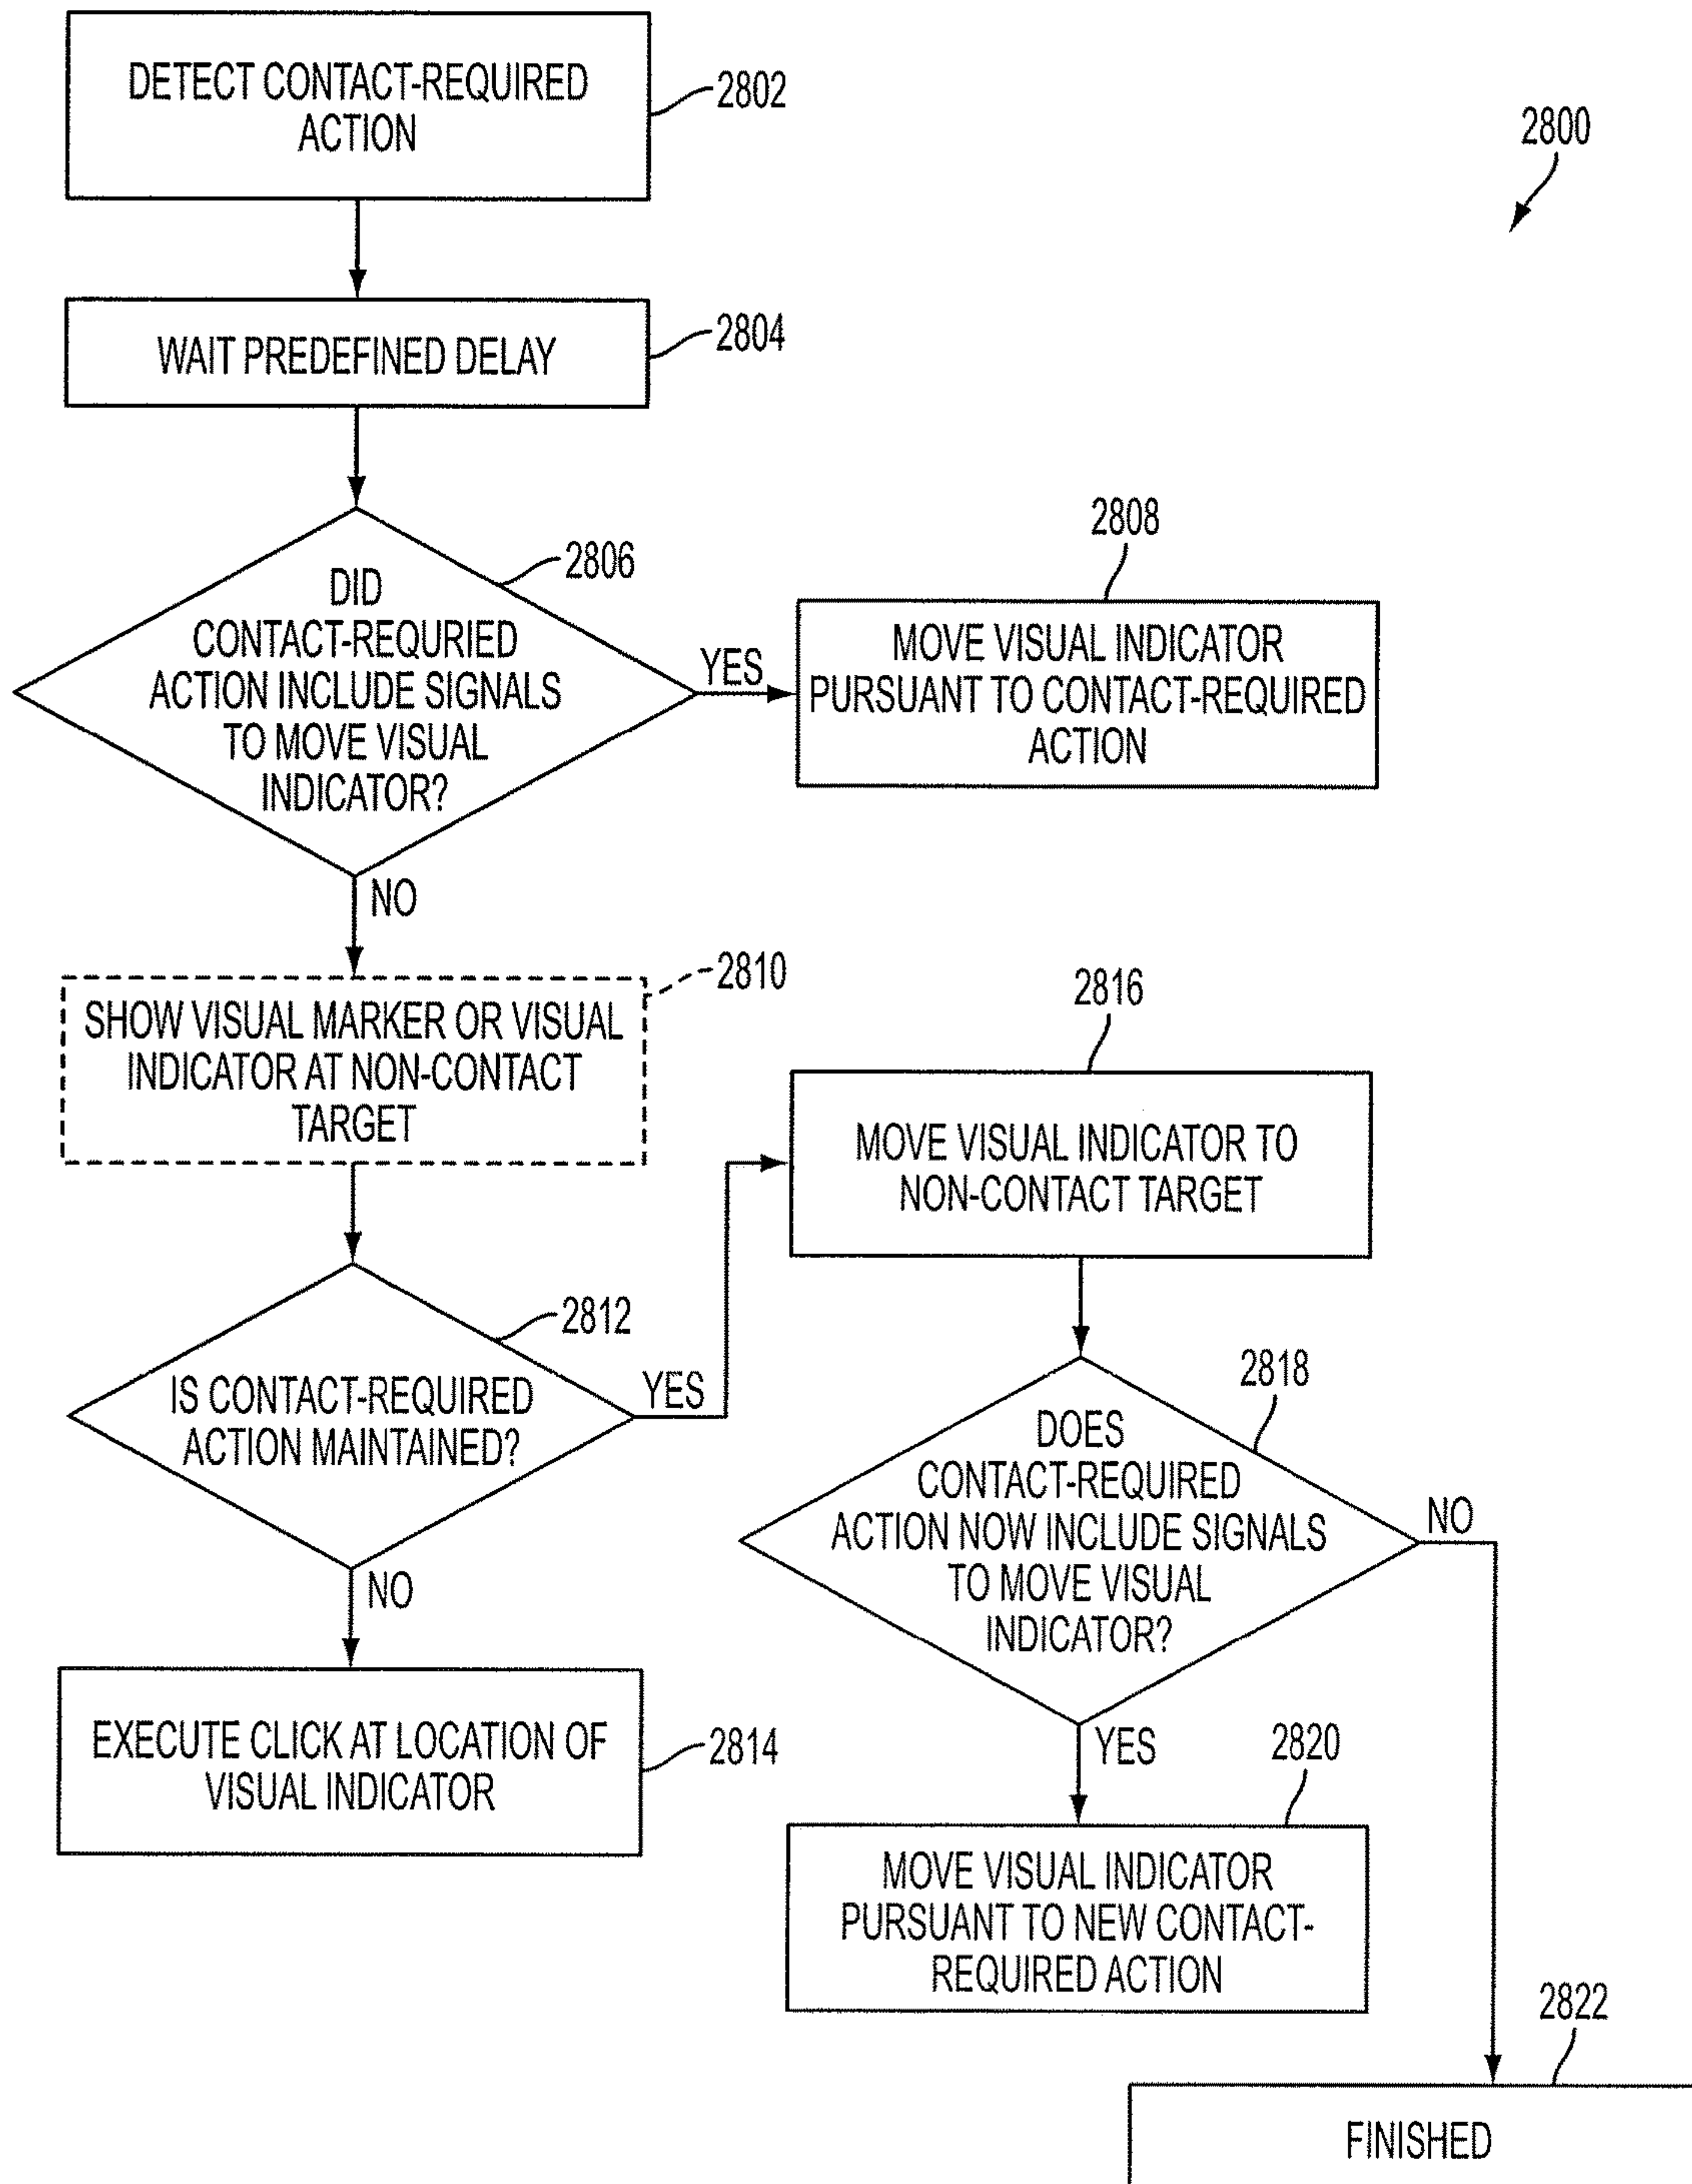 DETECT CONTACT-REQUIRED
ACTION
2802
2800
WAIT PREDEFINED DELAY
2804
DID
CONTACT-REQURIED
ACTION INCLUDE SIGNALS
TO MOVE VISUAL
INDICATOR?
2806
YES
2808
MOVE VISUAL INDICATOR
PURSUANT TO CONTACT-REQUIRED
ACTION
NO
SHOW VISUAL MARKER OR VISUAL
INDICATOR AT NON-CONTACT
TARGET
2810
IS CONTACT-REQUIRED
ACTION MAINTAINED?
2812
YES
NO
EXECUTE CLICK AT LOCATION OF
VISUAL INDICATOR
2814
2816
MOVE VISUAL INDICATOR TO
NON-CONTACT TARGET
2818
DOES
CONTACT-REQUIRED
ACTION NOW INCLUDE SIGNALS
TO MOVE VISUAL
INDICATOR?
NO
YES
2820
MOVE VISUAL INDICATOR
PURSUANT TO NEW CONTACT-
REQUIRED ACTION
2822
FINISHED